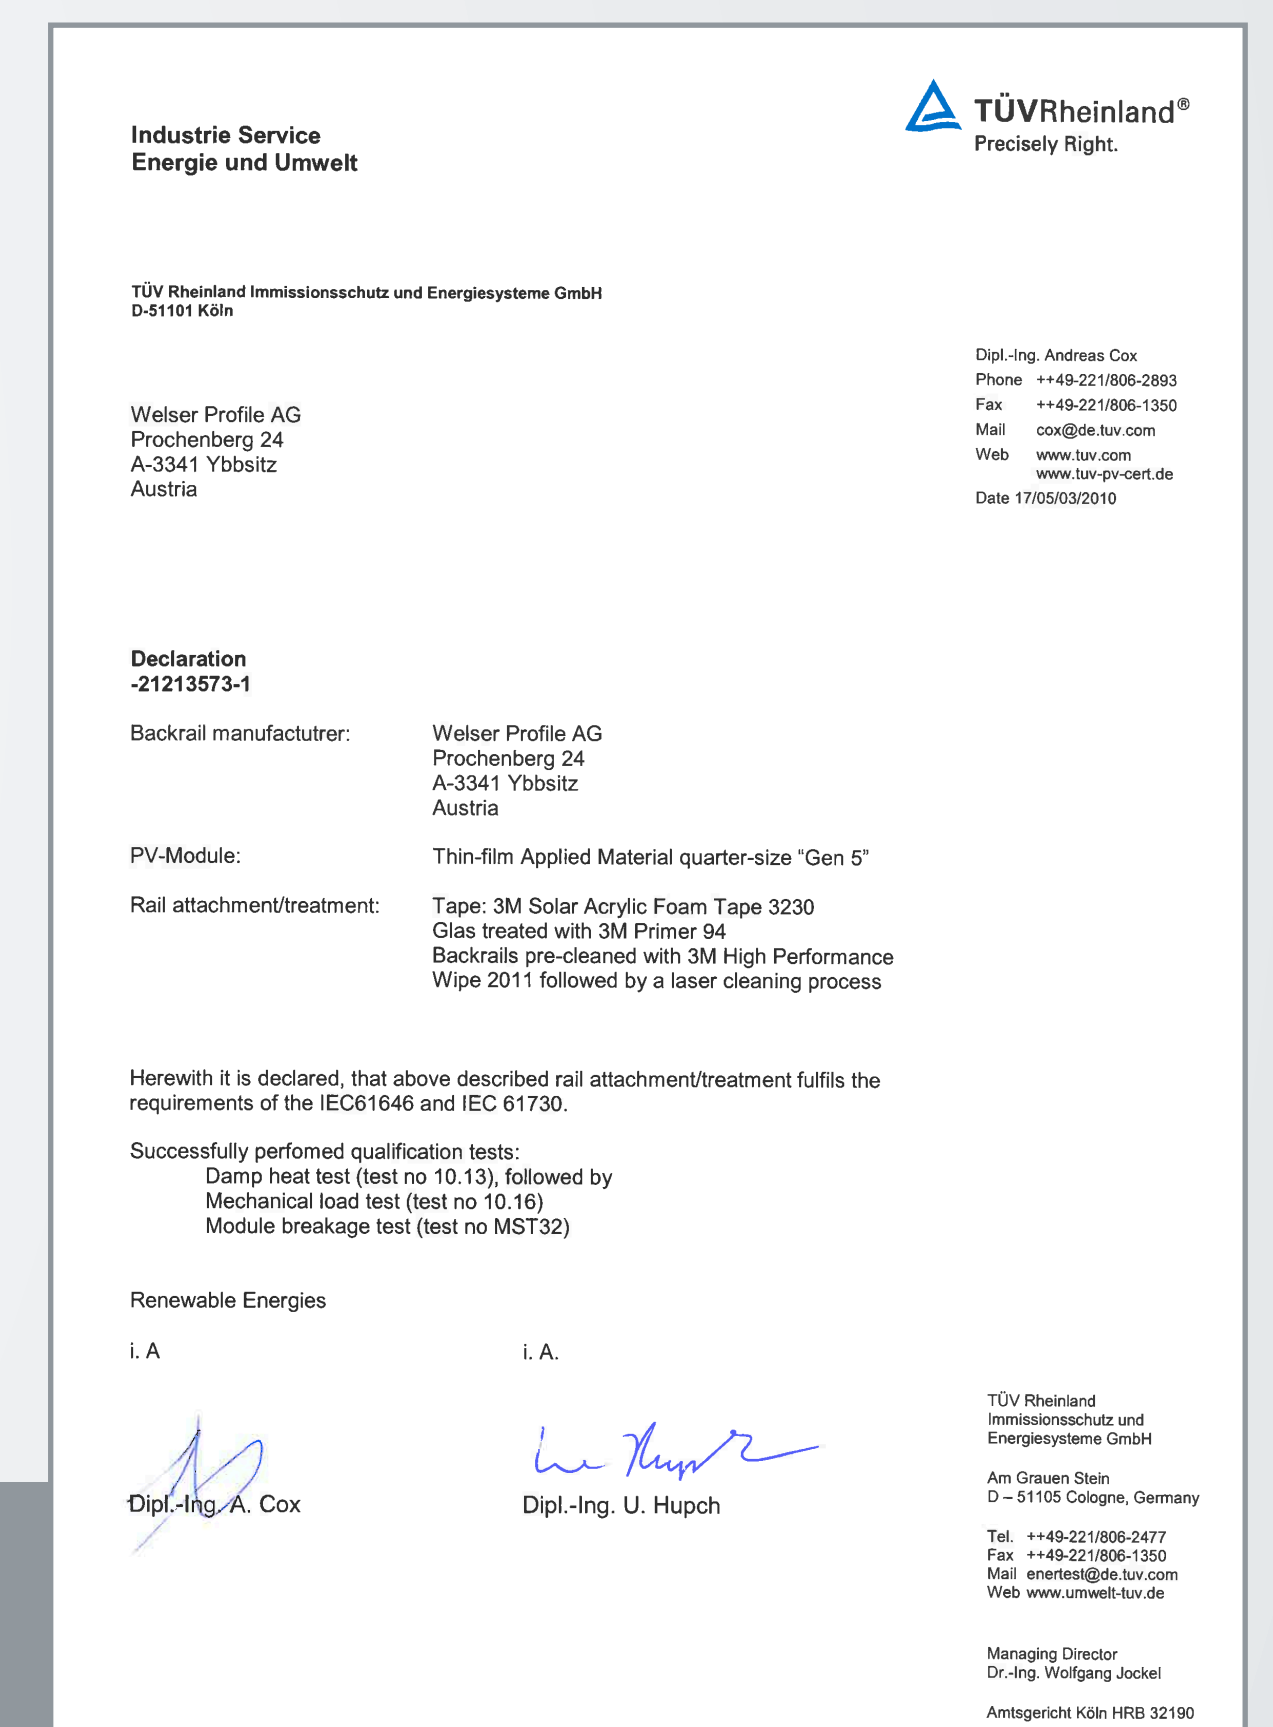 Industrie Service
Energie und Umwelt
TÜVRheinland®
Precisely Right.
TÜV Rheinland Immissionsschutz und Energiesysteme GmbH
D-51101 Köln
Dipl.-Ing. Andreas Cox
Phone ++49-221/806-2893
Fax ++49-221/806-1350
Mail cox@de.tuv.com
Web www.tuv.com
www.tuv-pv-cert.de
Date 17/05/03/2010
Welser Profile AG
Prochenberg 24
A-3341 Ybbsitz
Austria
Declaration
-21213573-1
Backrail manufactutrer: Welser Profile AG
Prochenberg 24
A-3341 Ybbsitz
Austria
PV-Module: Thin-film Applied Material quarter-size “Gen 5”
Rail attachment/treatment: Tape: 3M Solar Acrylic Foam Tape 3230
Glas treated with 3M Primer 94
Backrails pre-cleaned with 3M High Performance
Wipe 2011 followed by a laser cleaning process
Herewith it is declared, that above described rail attachment/treatment fulfils the
requirements of the IEC61646 and IEC 61730.
Successfully perfomed qualification tests:
Damp heat test (test no 10.13), followed by
Mechanical load test (test no 10.16)
Module breakage test (test no MST32)
Renewable Energies
i. A i. A.
Dipl.-Ing. A. Cox Dipl.-Ing. U. Hupch
TÜV Rheinland
Immissionsschutz und
Energiesysteme GmbH
Am Grauen Stein
D – 51105 Cologne, Germany
Tel. ++49-221/806-2477
Fax ++49-221/806-1350
Mail enertest@de.tuv.com
Web www.umwelt-tuv.de
Managing Director
Dr.-Ing. Wolfgang Jockel
Amtsgericht Köln HRB 32190